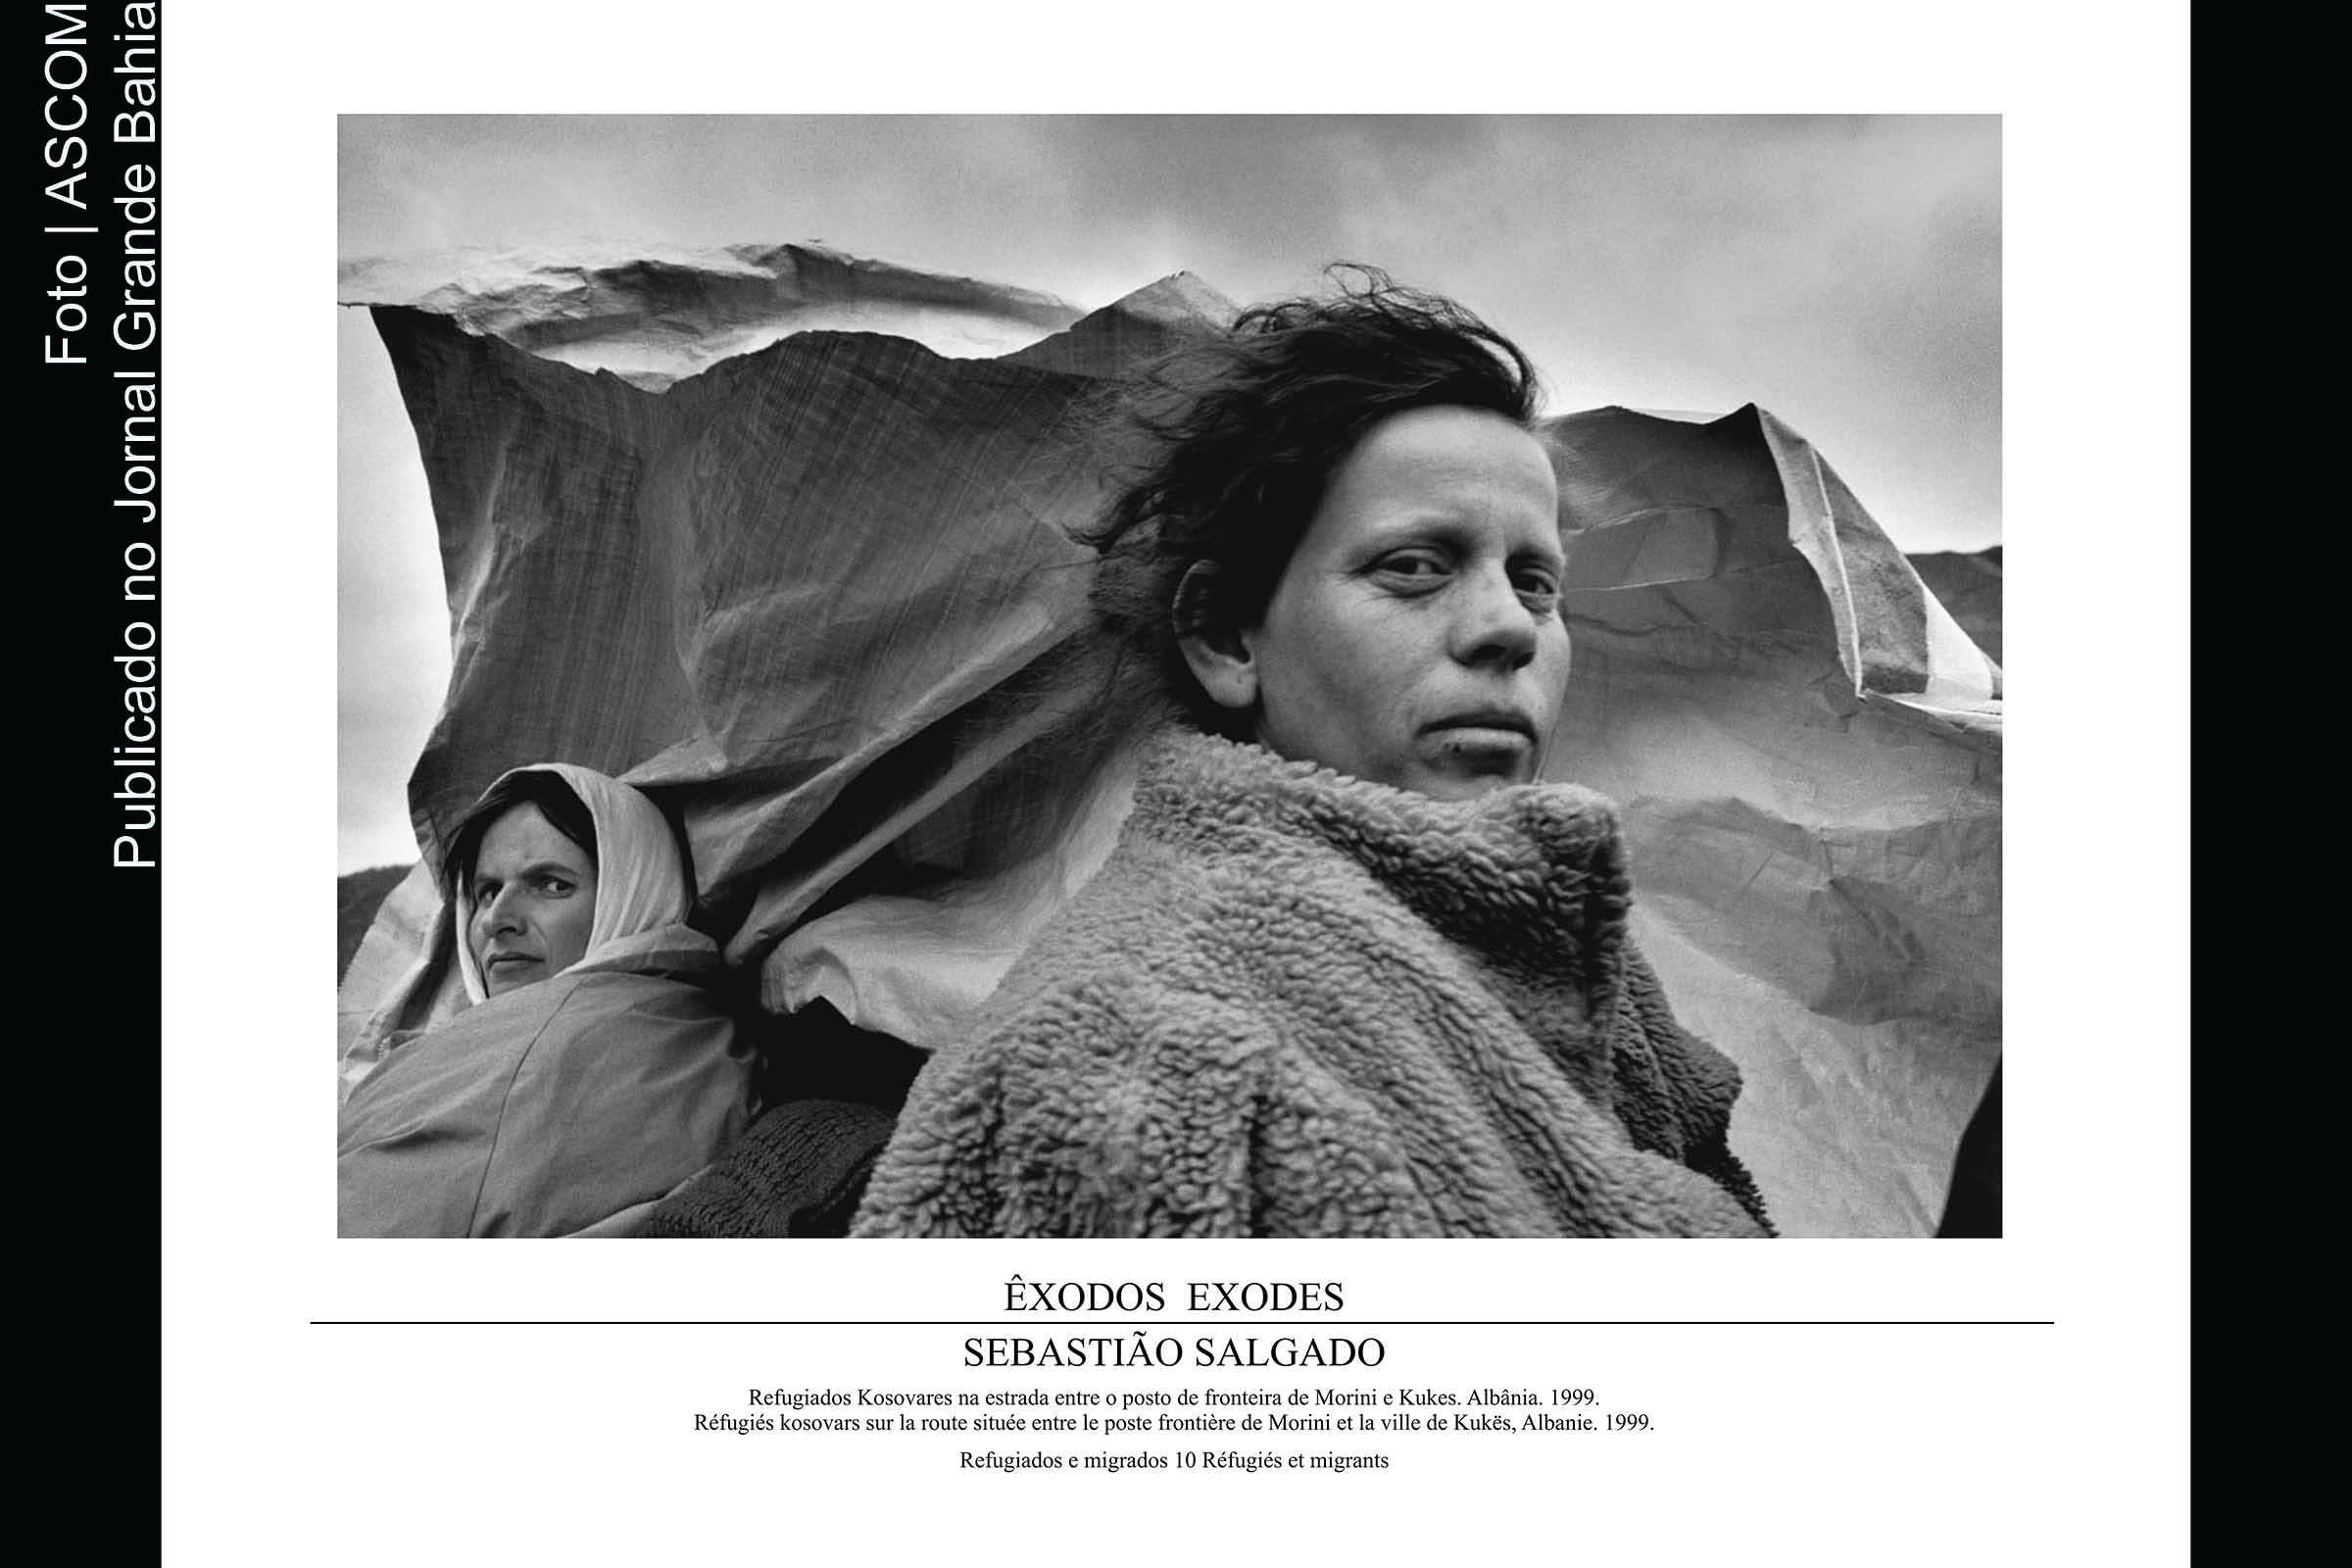 Foto | ASCOM
Publicado no Jornal Grande Bahia
ÊXODOS EXODES
SEBASTIÃO SALGADO
Refugiados Kosovares na estrada entre o posto de fronteira de Morini e Kukes. Albânia. 1999.
Réfugiés kosovars sur la route située entre le poste frontière de Morini et la ville de Kukës, Albanie. 1999.
Refugiados e migrados 10 Réfugiés et migrants